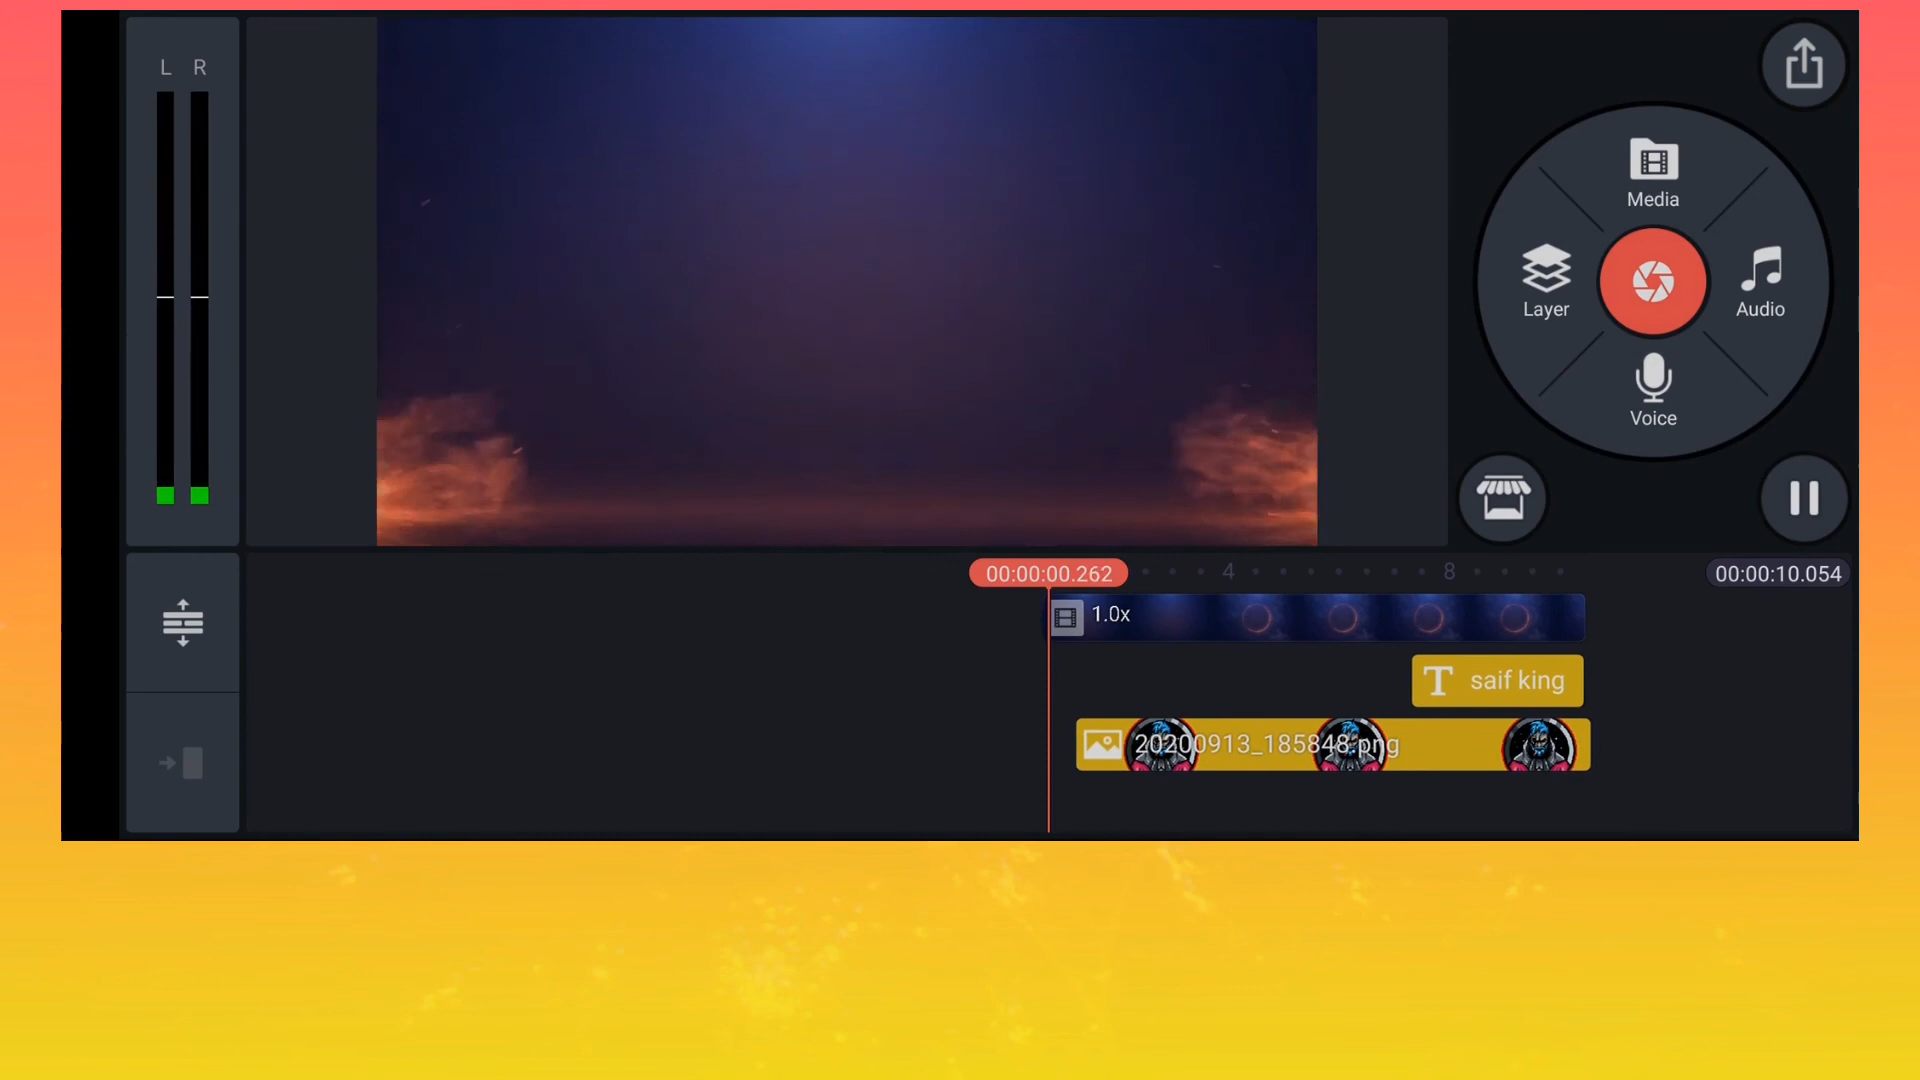 L R
Media
Layer
Audio
Voice
00:00:00.262
4
8
00:00:10.054
1.0x
T saif king
20200913_185848.png